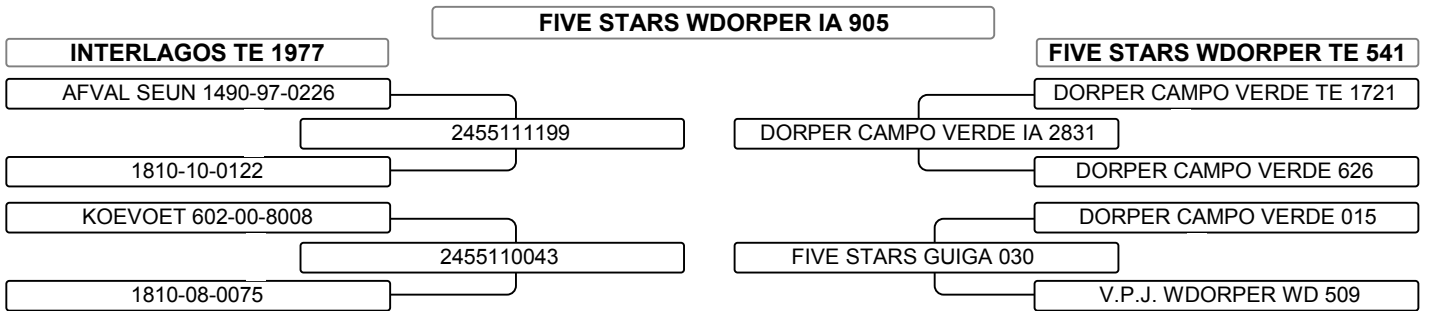 FIVE STARS WDORPER IA 905
INTERLAGOS TE 1977
FIVE STARS WDORPER TE 541
AFVAL SEUN 1490-97-0226
DORPER CAMPO VERDE TE 1721
2455111199
DORPER CAMPO VERDE IA 2831
1810-10-0122
DORPER CAMPO VERDE 626
KOEVOET 602-00-8008
DORPER CAMPO VERDE 015
2455110043
FIVE STARS GUIGA 030
1810-08-0075
V.P.J. WDORPER WD 509